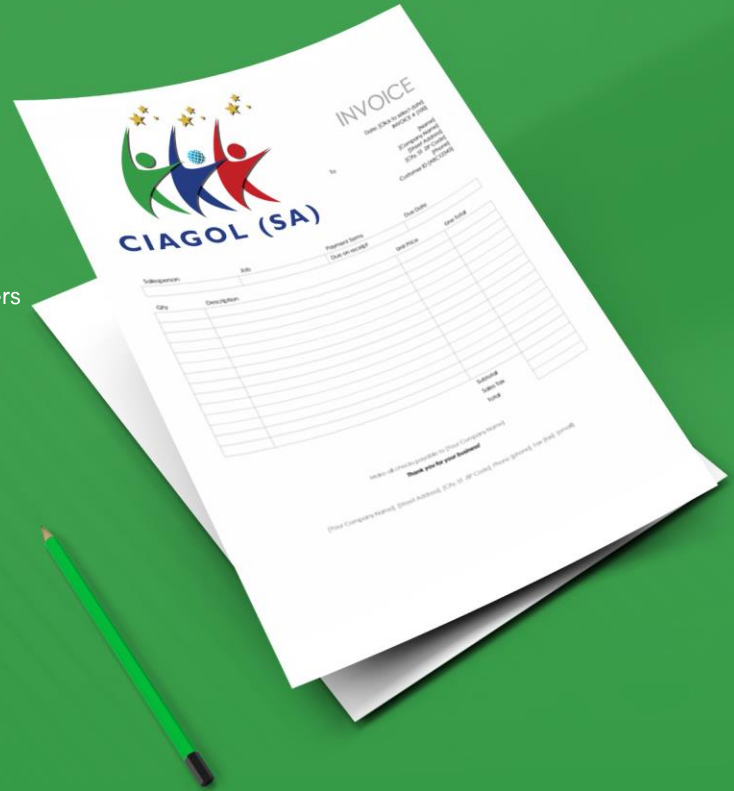 rs
CIAGOL (SA)
INVOICE
Date: [Click to select date]
INVOICE # [100]
To
[Name]
[Company Name]
[Street Address]
[City, ST ZIP Code]
[Phone]
Customer ID [ABC12345]
Salesperson Job Payment Terms Due Date
Due on receipt
Qty Description Unit Price Line Total
Subtotal
Sales Tax
Total
Make all checks payable to [Your Company Name]
Thank you for your business!
[Your Company Name] [Street Address] [City, ST ZIP Code] Phone [phone] Fax [fax] [email]